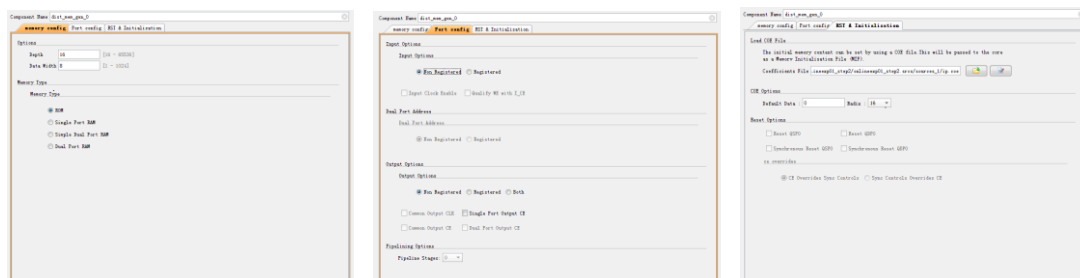 Component Name dist_mem_gen_0
memory config Port config RST & Initialization
Options
Depth 16 [16 - 65536]
Data Width 8 [1 - 1024]
Memory Type
Memory Type
ROM
Single Port RAM
Simple Dual Port RAM
Dual Port RAM
Component Name dist_mem_gen_0
memory config Port config RST & Initialization
Input Options
Input Options
Non Registered Registered
Input Clock Enable Qualify WE with I_CE
Dual Port Address
Dual Port Address
Non Registered Registered
Output Options
Output Options
Non Registered Registered Both
Common Output CLK Single Port Output CE
Common Output CE Dual Port Output CE
Pipelining Options
Pipeline Stages: 0
Component Name dist_mem_gen_0
memory config Port config RST & Initialization
Load COE File
The initial memory content can be set by using a COE file.This will be passed to the core
as a Memory Initialization File (MIF).
Coefficients File
COE Options
Default Data : 0 Radix : 16
Reset Options
Reset QSPO Reset QDPO
Synchronous Reset QSPO Synchronous Reset QDPO
ce overrides
CE Overrides Sync Controls Sync Controls Overrides CE